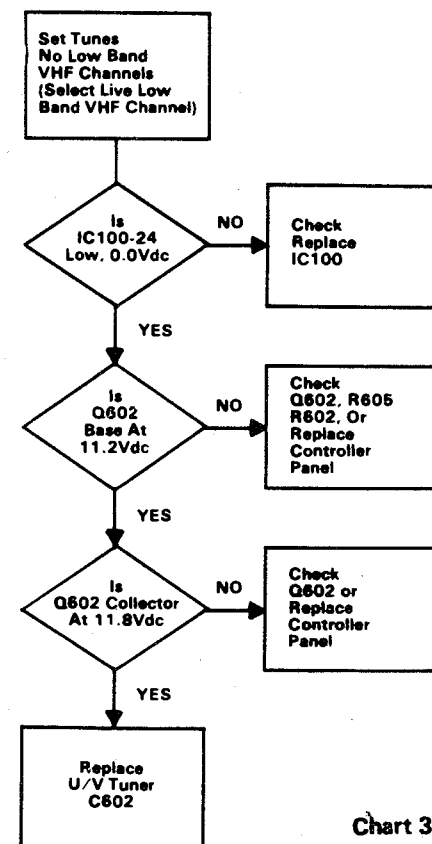 Set Tunes
No Low Band
VHF Channels
(Select Live Low
Band VHF Channel)
Is
IC100-24
Low, 0.0Vdc
NO
Check
Replace
IC100
YES
Is
Q602
Base At
11.2Vdc
NO
Check
Q602, R605
R602, Or
Replace
Controller
Panel
YES
Is
Q602 Collector
At 11.8Vdc
NO
Check
Q602 or
Replace
Controller
Panel
YES
Replace
U/V Tuner
C602
Chart 3